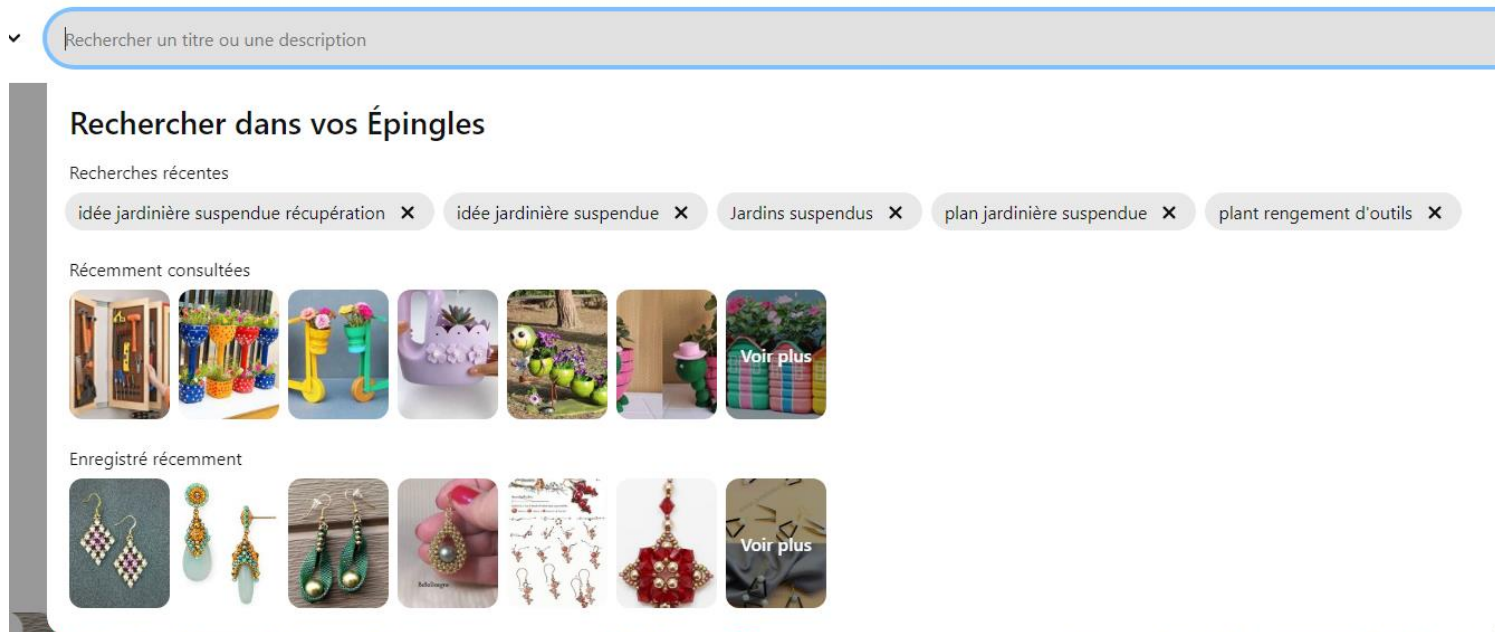 Rechercher un titre ou une description
Rechercher dans vos Épingles
Recherches récentes
idée jardinière suspendue récupération
idée jardinière suspendue
Jardins suspendus
plan jardinière suspendue
plant rengement d'outils
Récemment consultées
Voir plus
Enregistré récemment
Voir plus